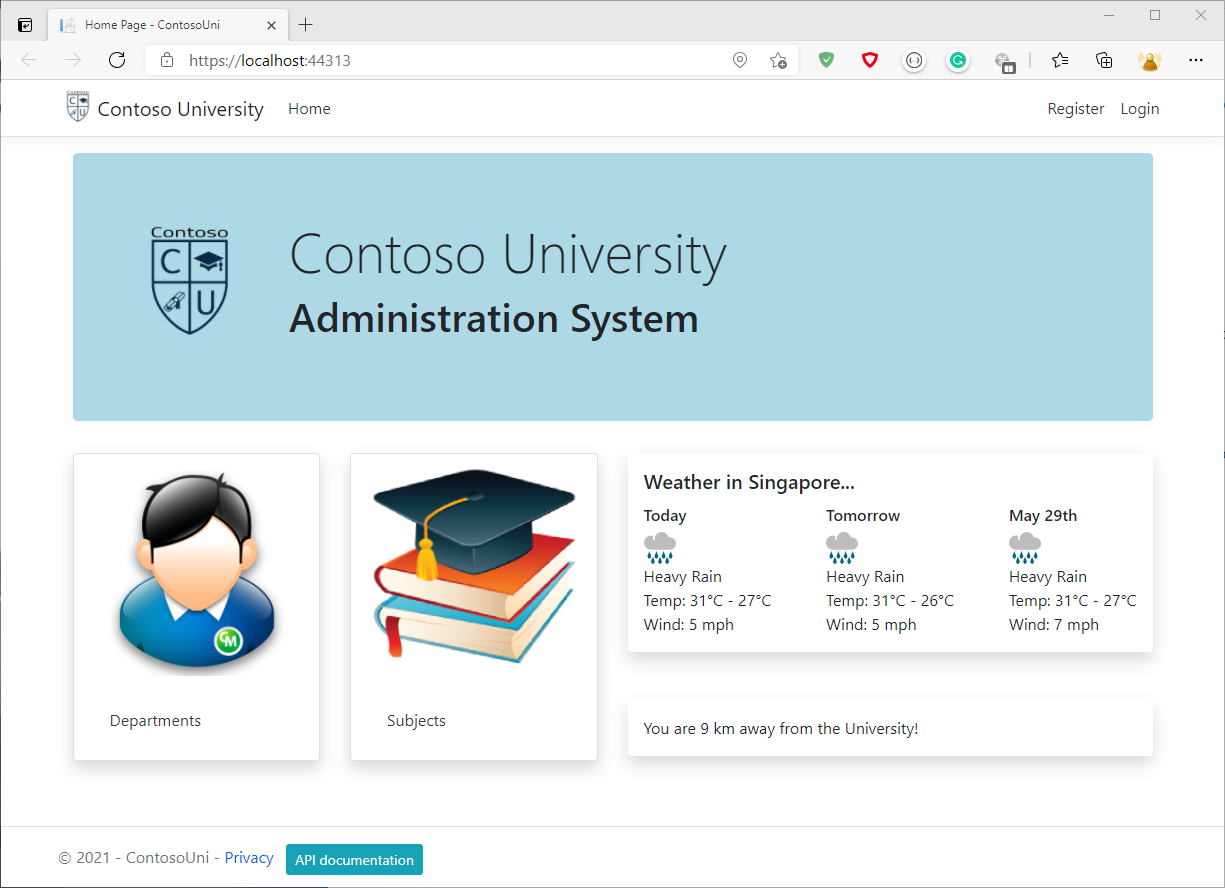 Home Page - ContosoUni
https://localhost:44313
Contoso
C
U
Contoso University
Home
Register
Login
Contoso
C
U
Contoso University
Administration System
GM
Departments
Subjects
Weather in Singapore...
Today
Heavy Rain
Temp: 31°C - 27°C
Wind: 5 mph
Tomorrow
Heavy Rain
Temp: 31°C - 26°C
Wind: 5 mph
May 29th
Heavy Rain
Temp: 31°C - 27°C
Wind: 7 mph
You are 9 km away from the University!
© 2021 - ContosoUni - Privacy
API documentation